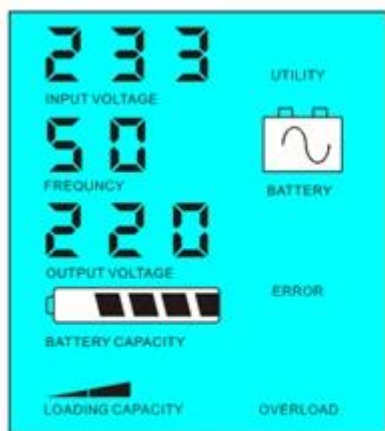 233
INPUT VOLTAGE
UTILITY
50
FREQUNCY
BATTERY
220
OUTPUT VOLTAGE
ERROR
BATTERY CAPACITY
LOADING CAPACITY
OVERLOAD